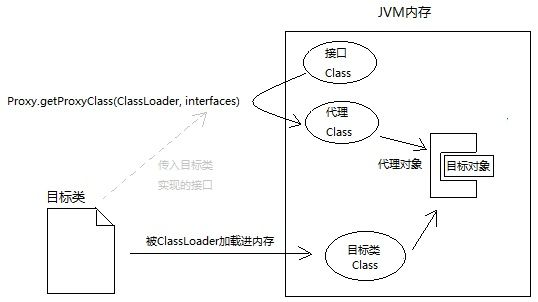 JVM内存
接口
Class
Proxy.getProxyClass(ClassLoader, interfaces)
代理
Class
传入目标类
实现的接口
代理对象
目标对象
目标类
被ClassLoader加载进内存
目标类
Class